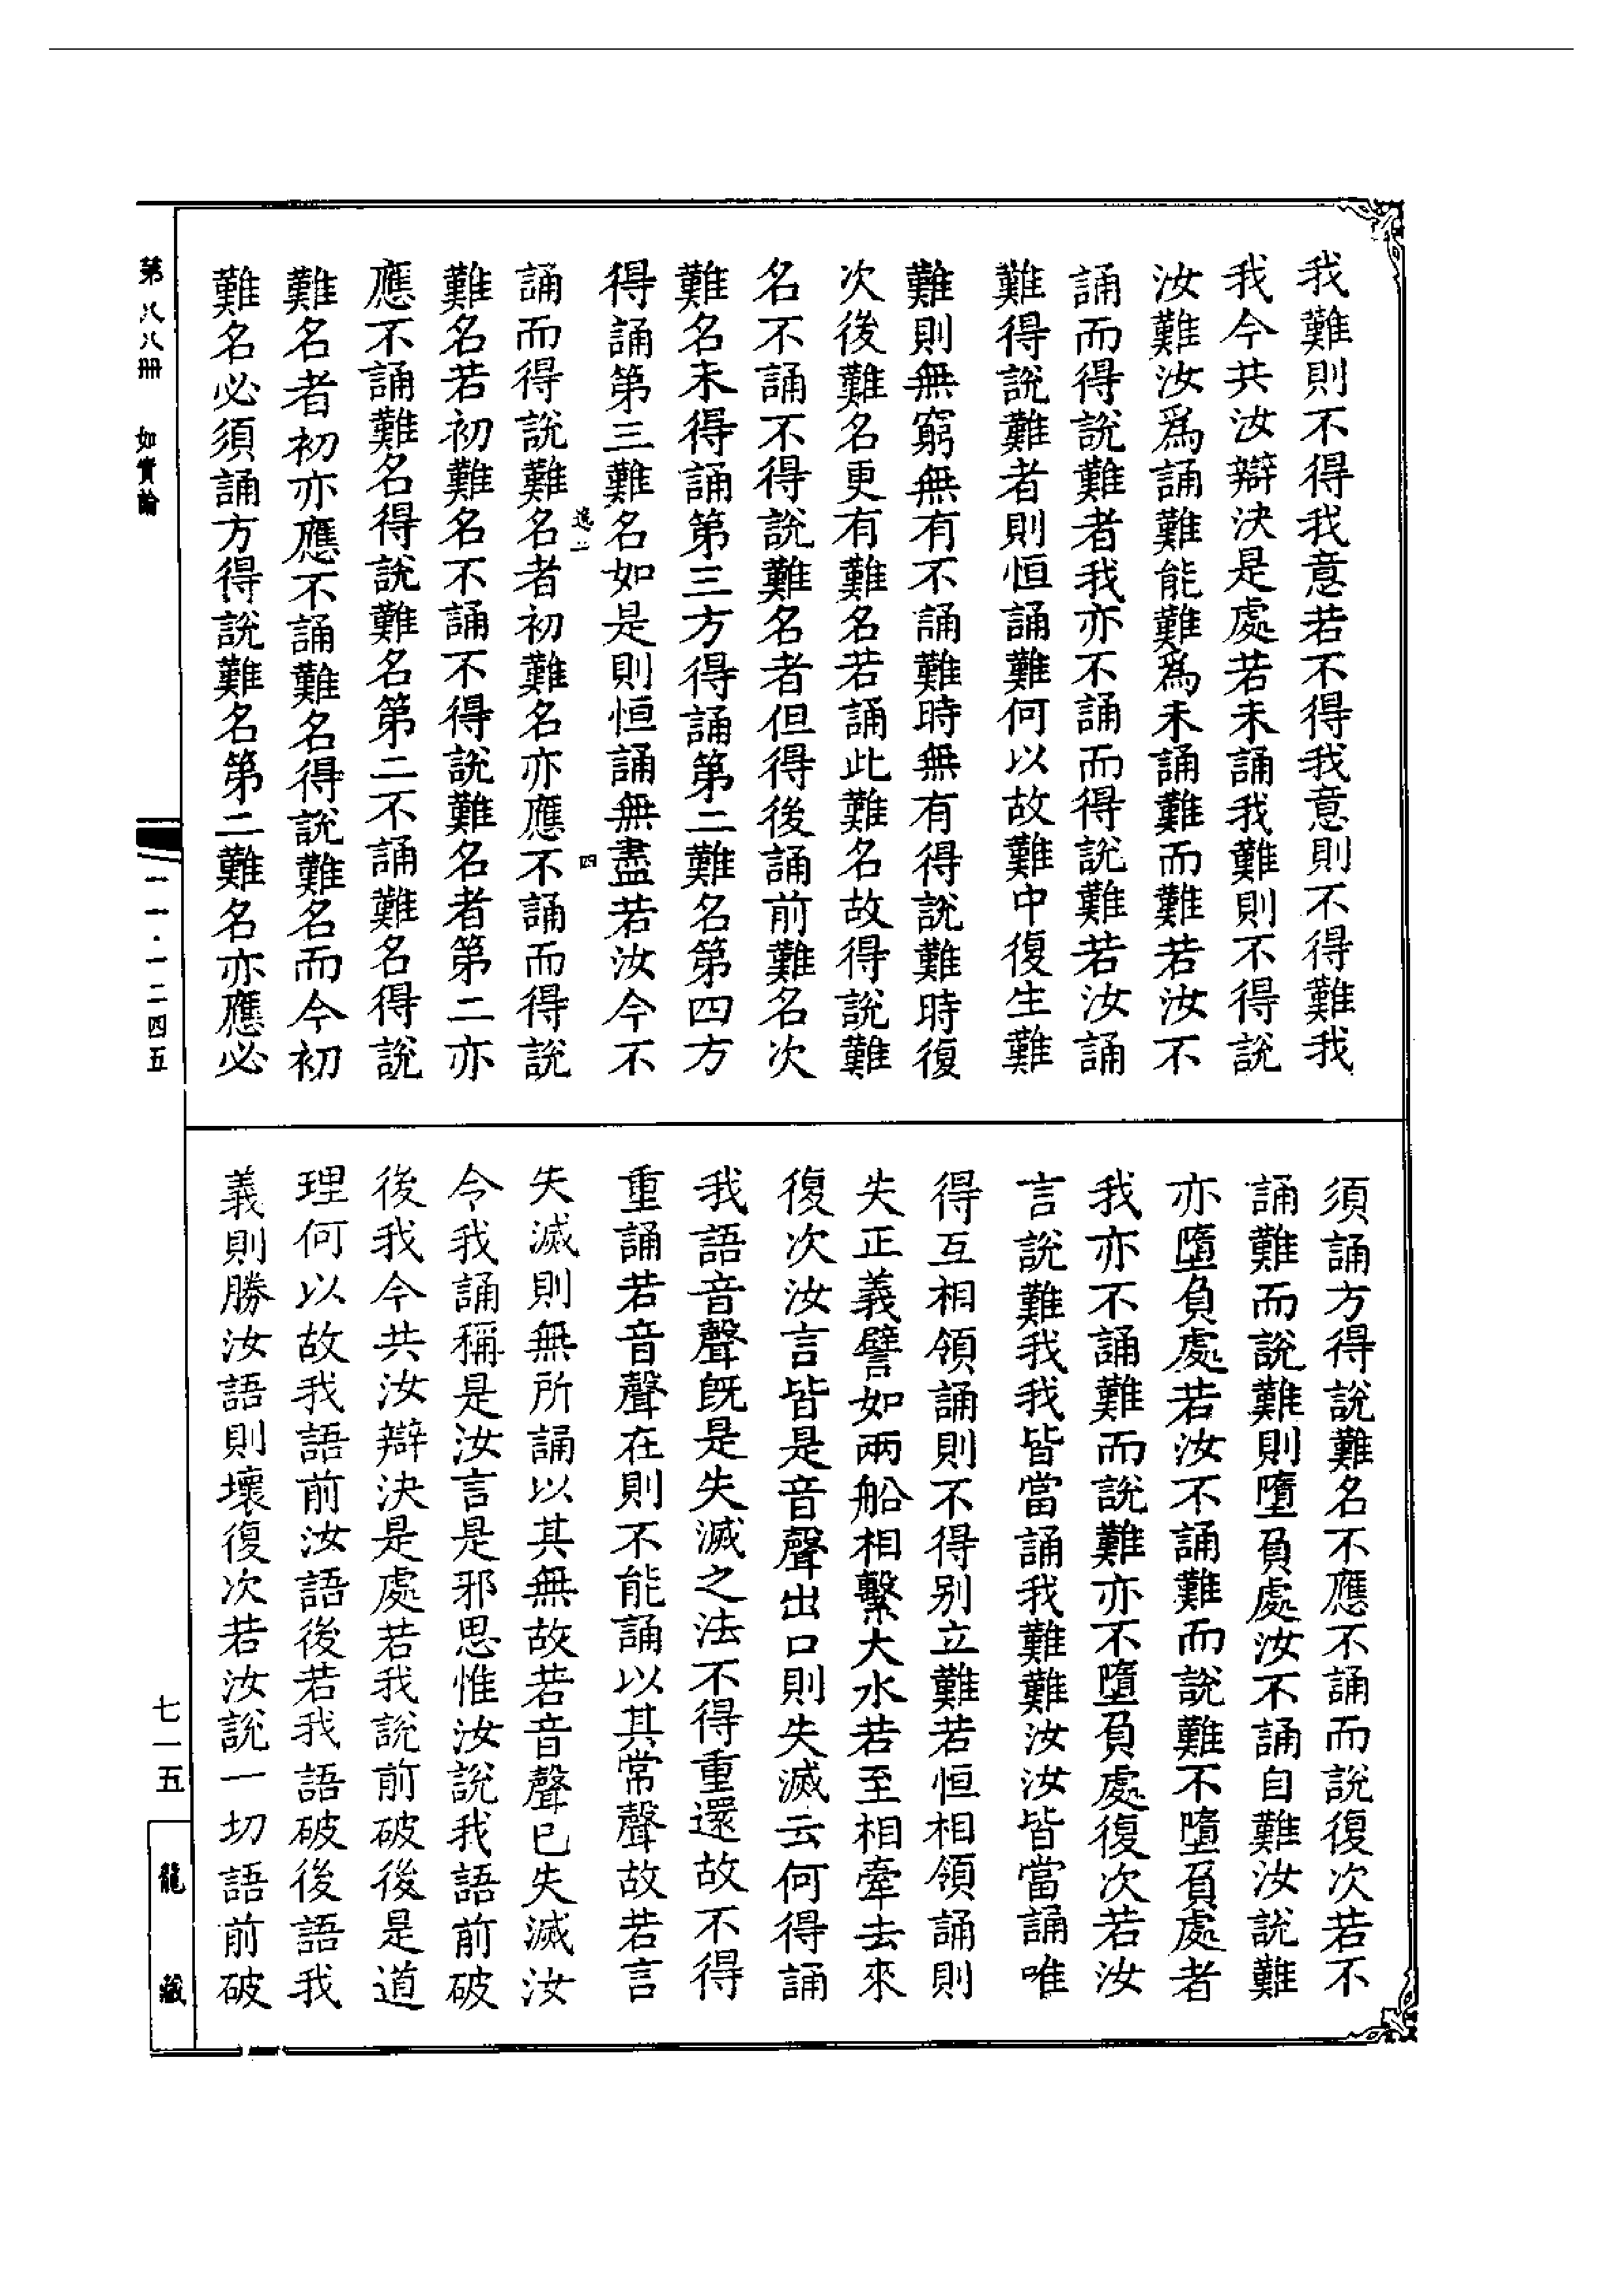 我難則不得我意若不得我意則不得難我
我今共汝辯決是處若未誦我難則不得說
汝難汝為誦難能難為未誦難而難若汝不
誦而得說難者我亦不誦而得說難若汝誦
難得說難者則恒誦難何以故難中復生難
難則無窮無有不誦難時無有得說難時復
次後難名更有難名若誦此難名故得說難
名不誦不得說難名者但得後誦前難名次
難名未得誦第三方得誦第二難名第四方
得誦第三難名如是則恒誦無盡若汝今不
誦而得說難名者初難名亦應不誦而得說
難名若初難名不誦不得說難名者第二亦
應不誦難名得說難名第二不誦難名得說
難名者初亦應不誦難名得說難名而今初
難名必須誦方得說難名第二難名亦應必
第八八冊 如實論
一一一·一二四五
須誦方得說難名不應不誦而說復次若不
誦難而說難則墮負處汝不誦自難汝說難
亦墮負處若汝不誦難而說難不墮負處者
我亦不誦難而說難亦不墮負處復次若汝
言說難我我皆當誦我難難汝汝皆當誦唯
得互相領誦則不得別立難若恒相領誦則
失正義譬如兩船相繫大水若至相牽去來
復次汝言皆是音聲出口則失滅云何得誦
我語音聲既是失滅之法不得重還故不得
重誦若音聲在則不能誦以其常聲故若言
失滅則無所誦以其無故若音聲已失滅汝
令我誦稱是汝言是邪思惟汝說我語前破
後我今共汝辯決是處若我說前破後是道
理何以故我語前汝語後若我語破後語我
義則勝汝語則壞復次若汝說一切語前破
七一五
龍藏